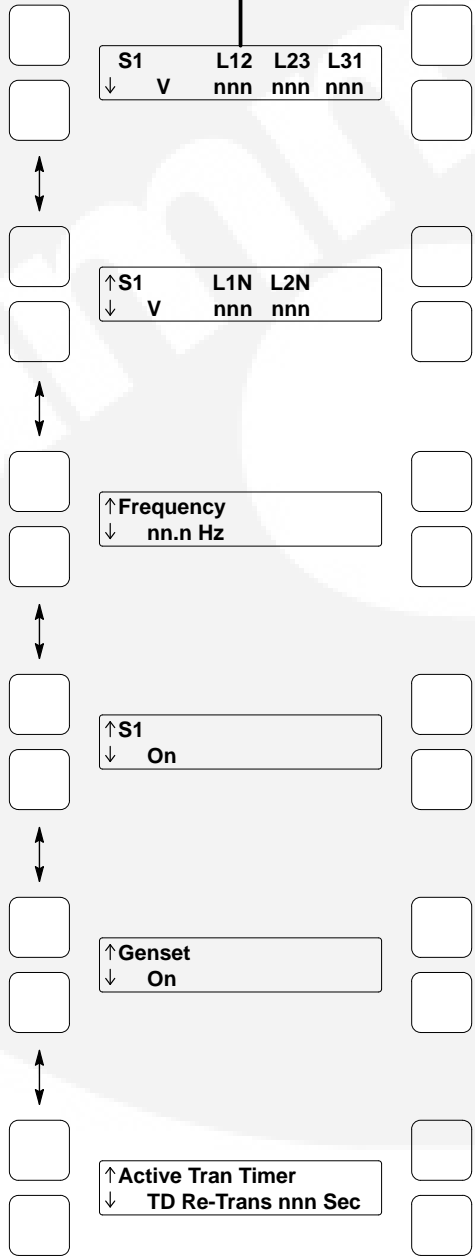 S1 L12 L23 L31
↓ V nnn nnn nnn
↑S1 L1N L2N
↓ V nnn nnn
↑Frequency
↓ nn.n Hz
↑S1
↓ On
↑Genset
↓ On
↑Active Tran Timer
↓ TD Re-Trans nnn Sec